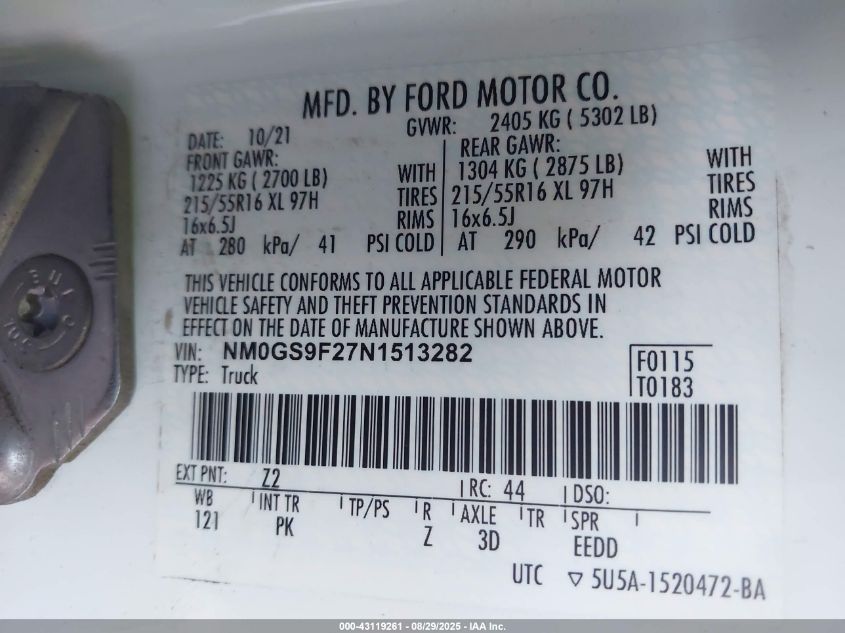 MFD. BY FORD MOTOR CO.
DATE: 10/21 GVWR: 2405 KG ( 5302 LB)
FRONT GAWR: REAR GAWR:
1225 KG ( 2700 LB) WITH 1304 KG ( 2875 LB) WITH
215/55R16 XL 97H TIRES 215/55R16 XL 97H TIRES
16x6.5J RIMS 16x6.5J RIMS
AT 280 kPa/ 41 PSI COLD AT 290 kPa/ 42 PSI COLD
THIS VEHICLE CONFORMS TO ALL APPLICABLE FEDERAL MOTOR
VEHICLE SAFETY AND THEFT PREVENTION STANDARDS IN
EFFECT ON THE DATE OF MANUFACTURE SHOWN ABOVE.
VIN: NM0GS9F27N1513282 F0115
TYPE: Truck T0183
EXT PNT: Z2 RC: 44 DSO:
WB INT TR TP/PS R AXLE TR SPR
121 PK Z 3D EEDD
UTC ▽ 5U5A-1520472-BA
000-43119261 - 08/29/2025 - IAA Inc.